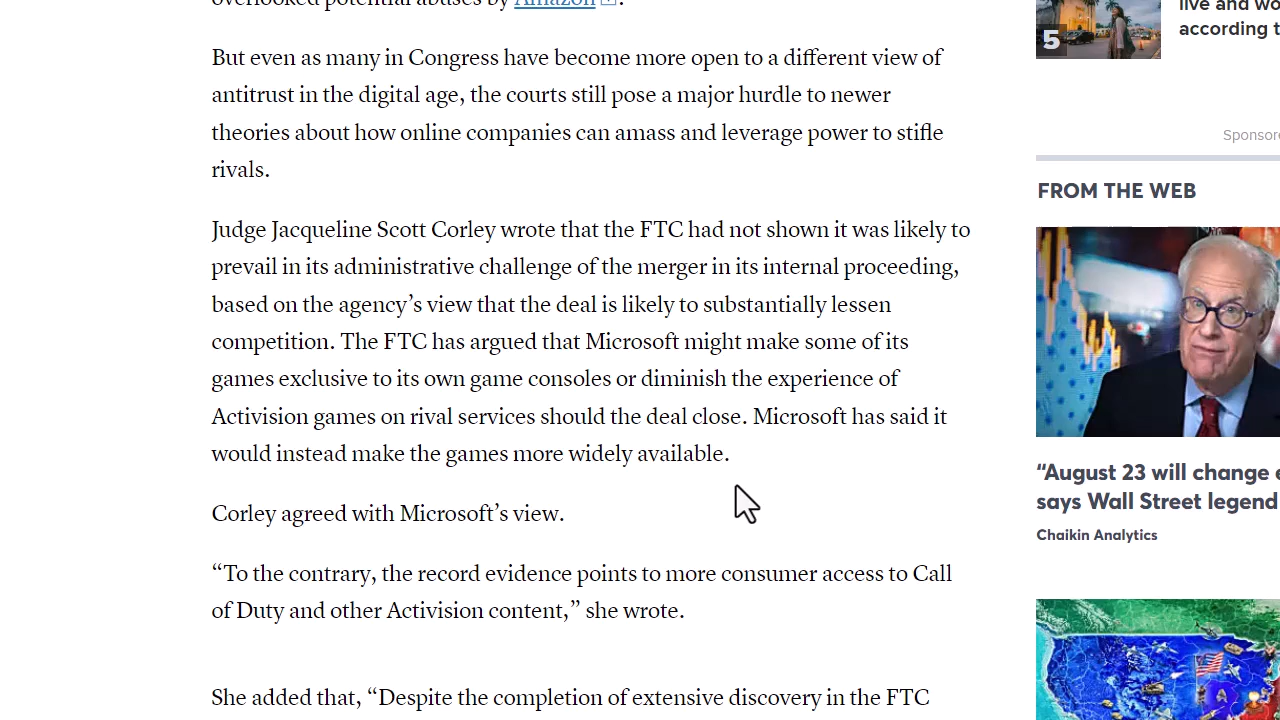 overlooked potential abuses by Amazon.
But even as many in Congress have become more open to a different view of
antitrust in the digital age, the courts still pose a major hurdle to newer
theories about how online companies can amass and leverage power to stifle
rivals.
Judge Jacqueline Scott Corley wrote that the FTC had not shown it was likely to
prevail in its administrative challenge of the merger in its internal proceeding,
based on the agency’s view that the deal is likely to substantially lessen
competition. The FTC has argued that Microsoft might make some of its
games exclusive to its own game consoles or diminish the experience of
Activision games on rival services should the deal close. Microsoft has said it
would instead make the games more widely available.
Corley agreed with Microsoft’s view.
“To the contrary, the record evidence points to more consumer access to Call
of Duty and other Activision content,” she wrote.
She added that, “Despite the completion of extensive discovery in the FTC
5
live and wo
according t
Sponsore
FROM THE WEB
“August 23 will change e
says Wall Street legend
Chaikin Analytics